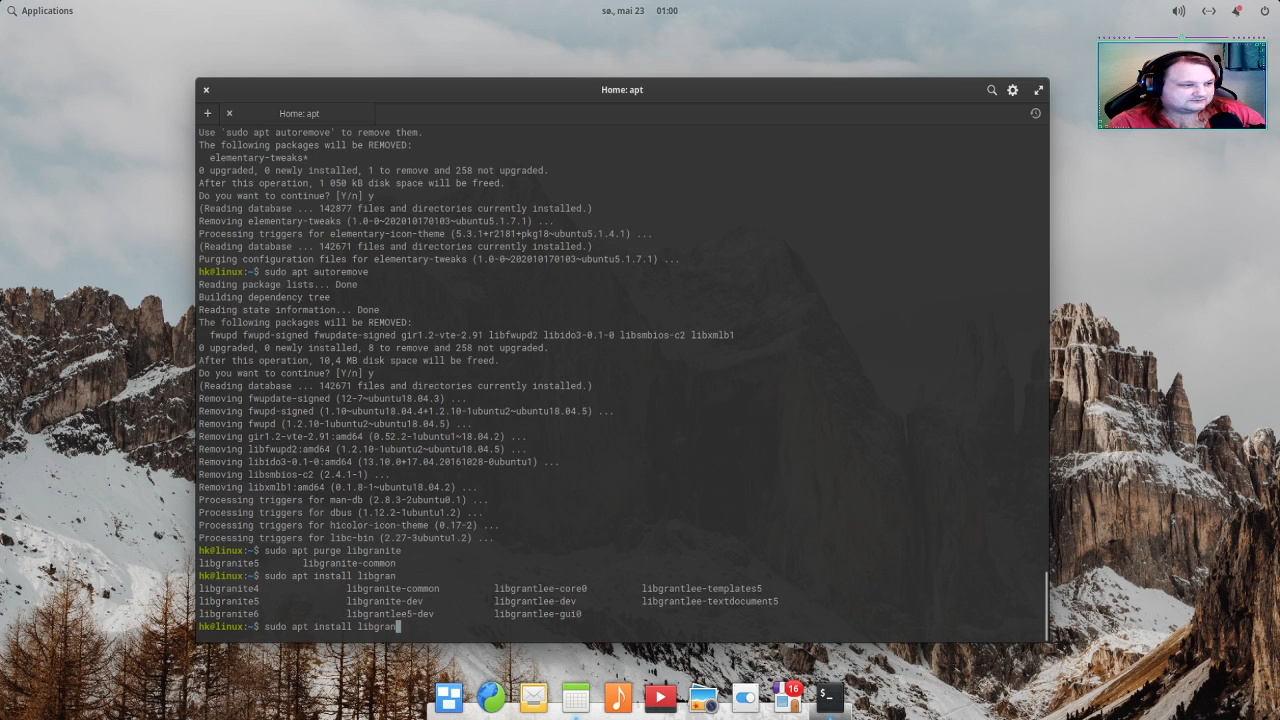 Applications
sø., mai 23 01:00
Home: apt
Home: apt
Use 'sudo apt autoremove' to remove them.
The following packages will be REMOVED:
elementary-tweaks*
0 upgraded, 0 newly installed, 1 to remove and 258 not upgraded.
After this operation, 1 050 kB disk space will be freed.
Do you want to continue? [Y/n] y
(Reading database ... 142877 files and directories currently installed.)
Removing elementary-tweaks (1.0-0~202010170103~ubuntu5.1.7.1) ...
Processing triggers for elementary-icon-theme (5.3.1+r2181+pkg18~ubuntu5.1.4.1) ...
(Reading database ... 142671 files and directories currently installed.)
Purging configuration files for elementary-tweaks (1.0-0~202010170103~ubuntu5.1.7.1) ...
hk@linux:~$ sudo apt autoremove
Reading package lists... Done
Building dependency tree
Reading state information... Done
The following packages will be REMOVED:
fwupd fwupd-signed fwupdate-signed gir1.2-vte-2.91 libfwupd2 libido3-0.1-0 libsmbios-c2 libxmlb1
0 upgraded, 0 newly installed, 8 to remove and 258 not upgraded.
After this operation, 10,4 MB disk space will be freed.
Do you want to continue? [Y/n] y
(Reading database ... 142671 files and directories currently installed.)
Removing fwupdate-signed (12-7~ubuntu18.04.3) ...
Removing fwupd-signed (1.10~ubuntu18.04.4+1.2.10-1ubuntu2~ubuntu18.04.5) ...
Removing fwupd (1.2.10-1ubuntu2~ubuntu18.04.5) ...
Removing gir1.2-vte-2.91:amd64 (0.52.2-1ubuntu1~18.04.2) ...
Removing libfwupd2:amd64 (1.2.10-1ubuntu2~ubuntu18.04.5) ...
Removing libido3-0.1-0:amd64 (13.10.0+17.04.20161028-0ubuntu1) ...
Removing libsmbios-c2 (2.4.1-1) ...
Removing libxmlb1:amd64 (0.1.8-1~ubuntu18.04.2) ...
Processing triggers for man-db (2.8.3-2ubuntu0.1) ...
Processing triggers for dbus (1.12.2-1ubuntu1.2) ...
Processing triggers for hicolor-icon-theme (0.17-2) ...
Processing triggers for libc-bin (2.27-3ubuntu1.2) ...
hk@linux:~$ sudo apt purge libgranite
libgranite5 libgranite-common
hk@linux:~$ sudo apt install libgran
libgranite4 libgranite-common libgrantlee-core0 libgrantlee-templates5
libgranite5 libgranite-dev libgrantlee-dev libgrantlee-textdocument5
libgranite6 libgrantlee5-dev libgrantlee-gui0
hk@linux:~$ sudo apt install libgran
16